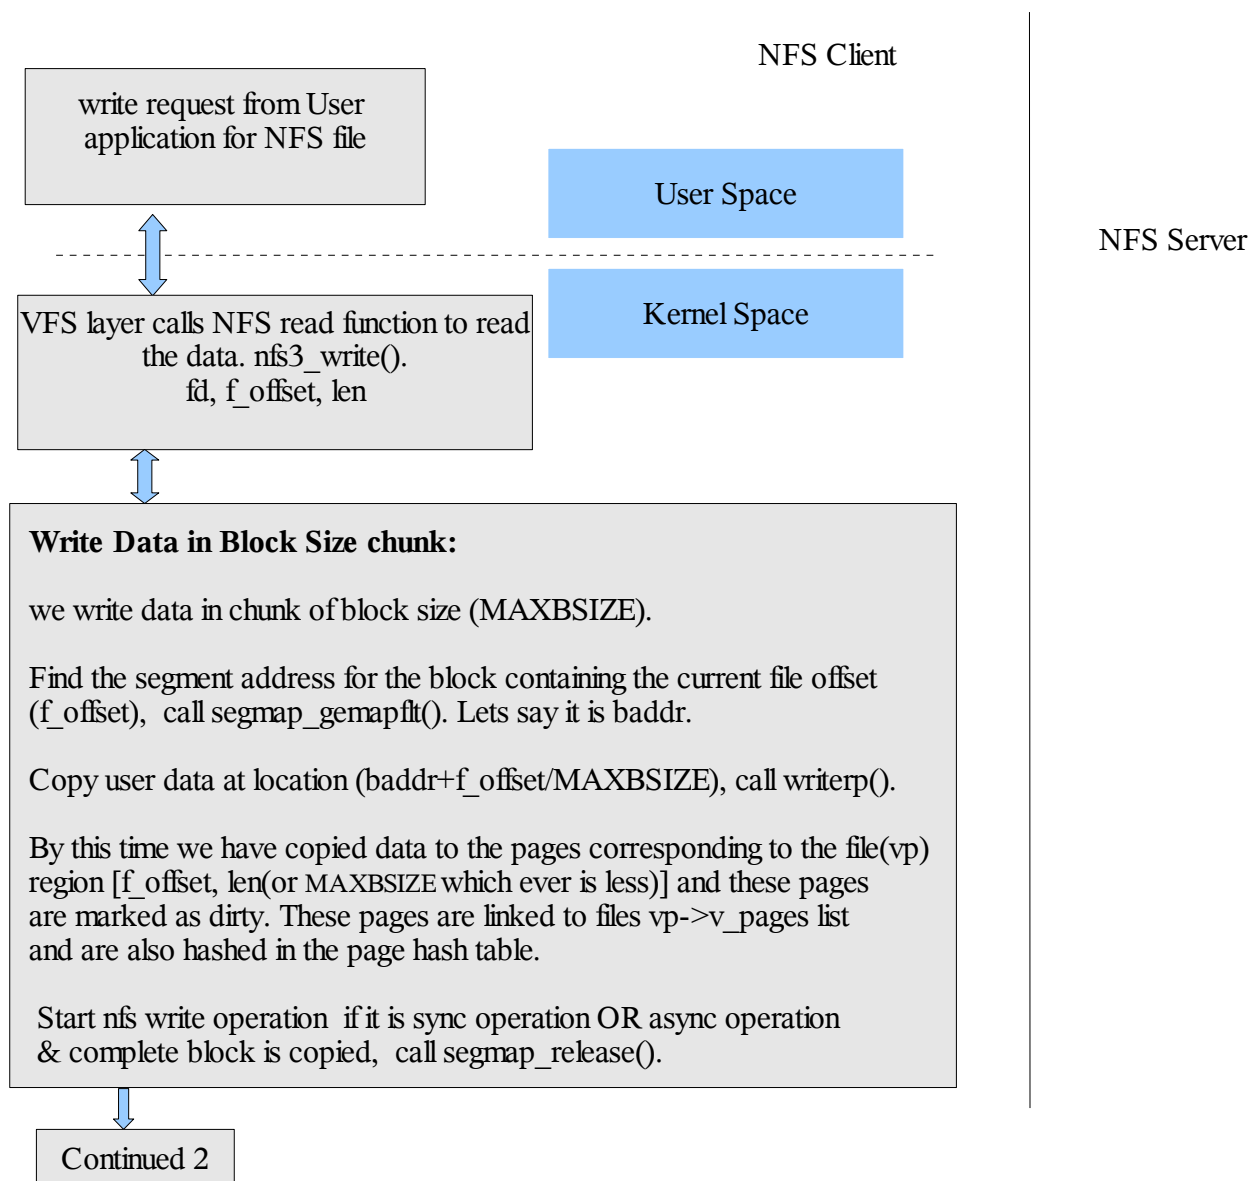 NFS Client
write request from User
application for NFS file
User Space
NFS Server
Kernel Space
VFS layer calls NFS read function to read
the data. nfs3_write().
fd, f_offset, len
Write Data in Block Size chunk:
we write data in chunk of block size (MAXBSIZE).
Find the segment address for the block containing the current file offset
(f_offset), call segmap_gemapflt(). Lets say it is baddr.
Copy user data at location (baddr+f_offset/MAXBSIZE), call writerp().
By this time we have copied data to the pages corresponding to the file(vp)
region [f_offset, len(or MAXBSIZE which ever is less)] and these pages
are marked as dirty. These pages are linked to files vp->v_pages list
and are also hashed in the page hash table.
Start nfs write operation if it is sync operation OR async operation
& complete block is copied, call segmap_release().
Continued 2